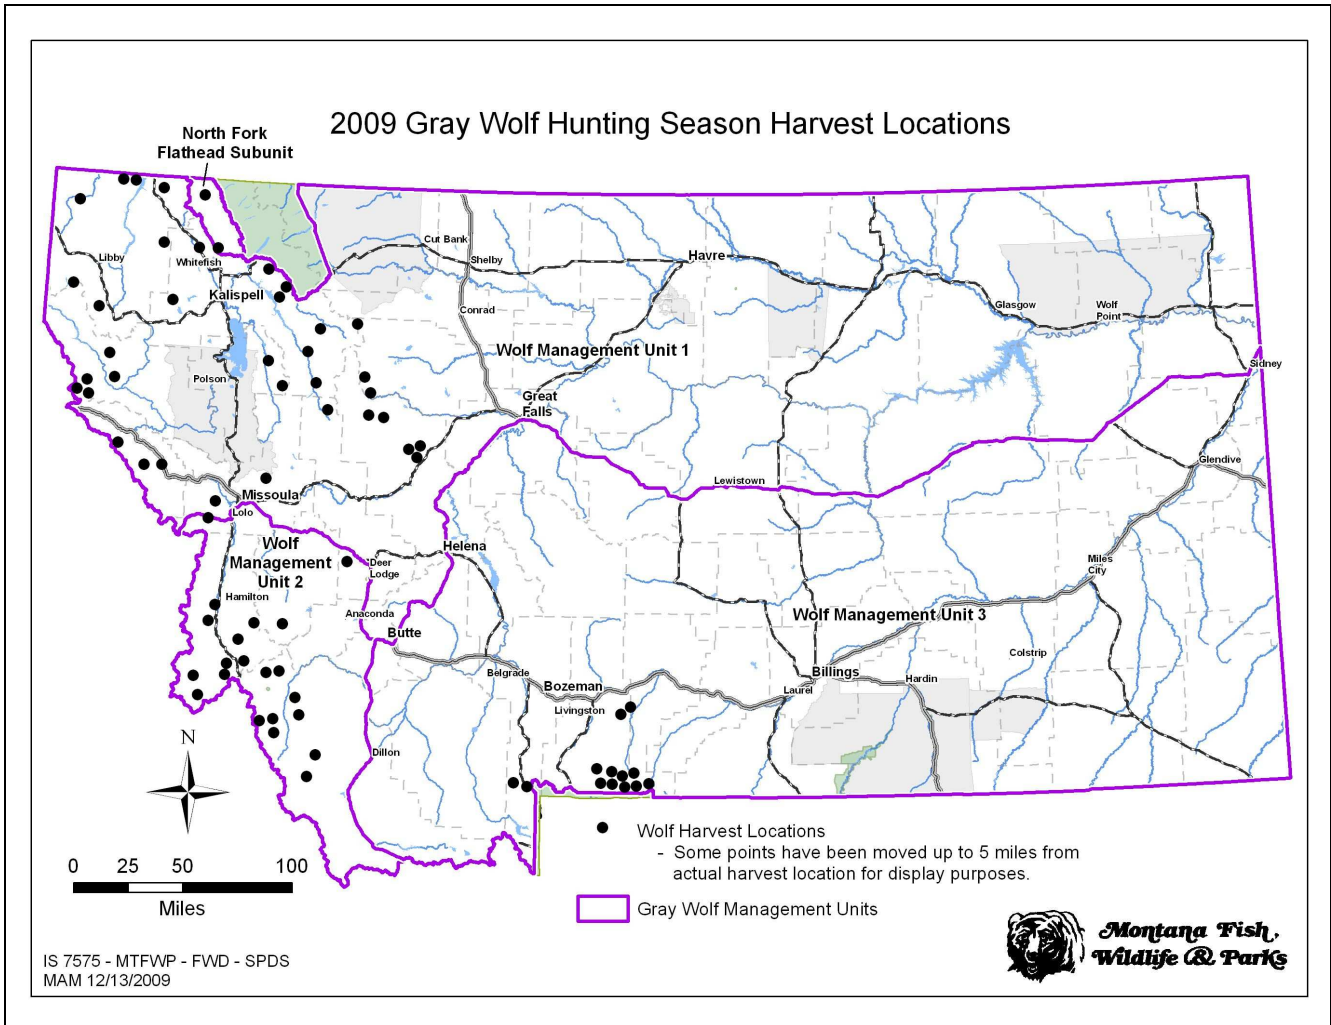 2009 Gray Wolf Hunting Season Harvest Locations
North Fork
Flathead Subunit
Cut Bank
Shelby
Havre
Libby
Whitefish
Kalispell
Conrad
Glasgow
Wolf
Point
Wolf Management Unit 1
Sidney
Polson
Great
Falls
Glendive
Lewistown
Missoula
Lolo
Wolf
Management
Unit 2
Helena
Deer
Lodge
Miles
City
Hamilton
Anaconda
Butte
Wolf Management Unit 3
Colstrip
Belgrade
Bozeman
Billings
Hardin
Laurel
Livingston
Dillon
N
Wolf Harvest Locations
- Some points have been moved up to 5 miles from
actual harvest location for display purposes.
0 25 50 100
Miles
Gray Wolf Management Units
Montana Fish,
Wildlife & Parks
IS 7575 - MTFWP - FWD - SPDS
MAM 12/13/2009